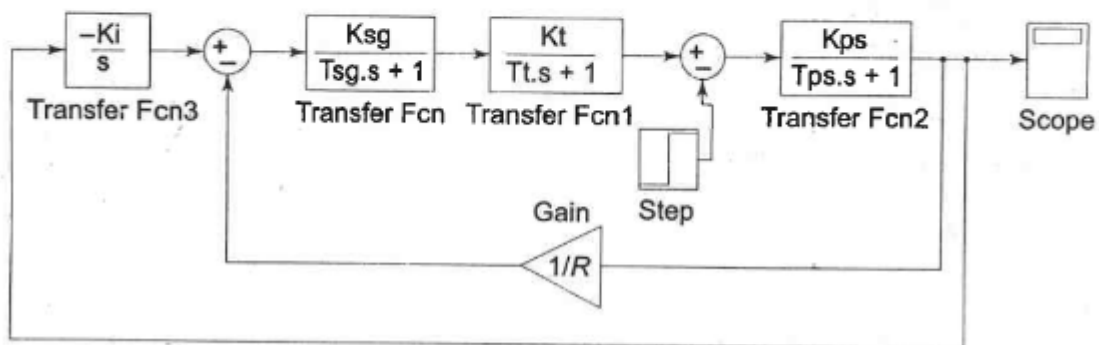 −Ki
s
Transfer Fcn3
+
−
Ksg
Tsg.s + 1
Transfer Fcn
Kt
Tt.s + 1
Transfer Fcn1
+
−
Kps
Tps.s + 1
Transfer Fcn2
Scope
Step
Gain
1/R